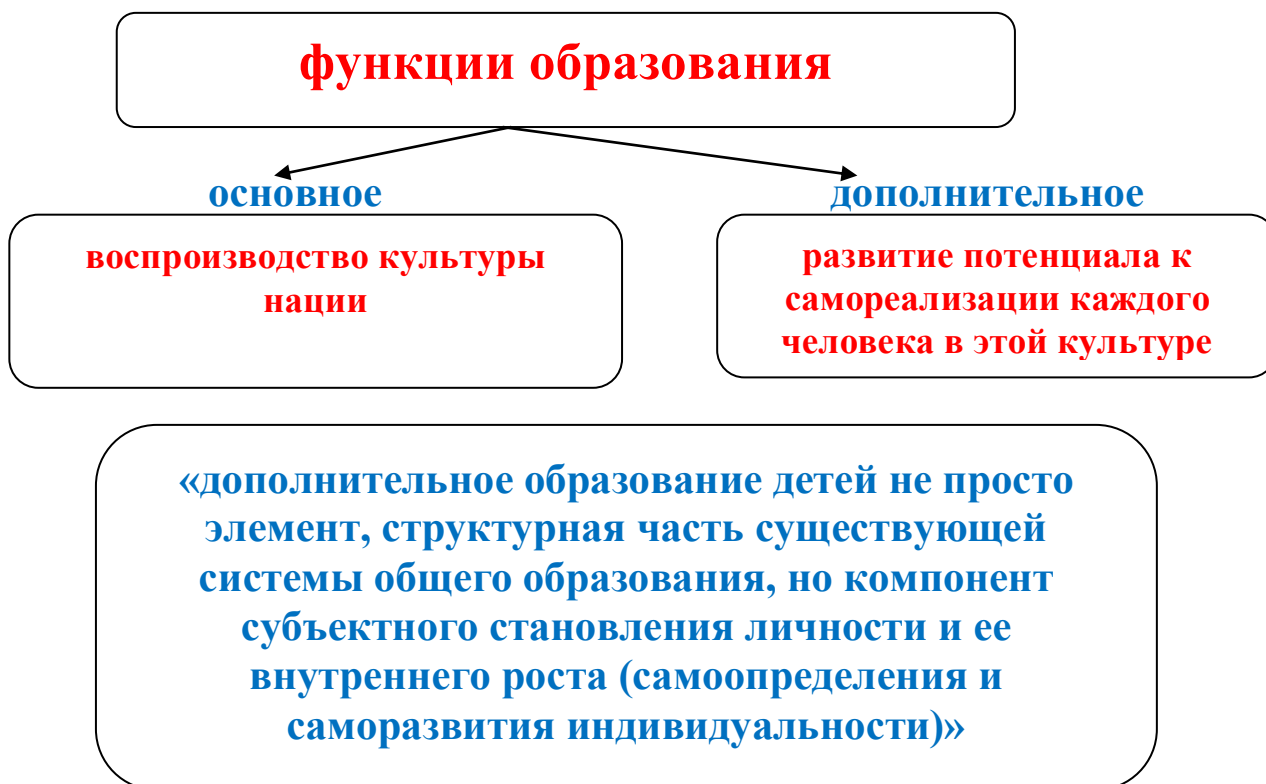 функции образования
основное
дополнительное
воспроизводство культуры
нации
развитие потенциала к
самореализации каждого
человека в этой культуре
«дополнительное образование детей не просто
элемент, структурная часть существующей
системы общего образования, но компонент
субъектного становления личности и ее
внутреннего роста (самоопределения и
саморазвития индивидуальности)»